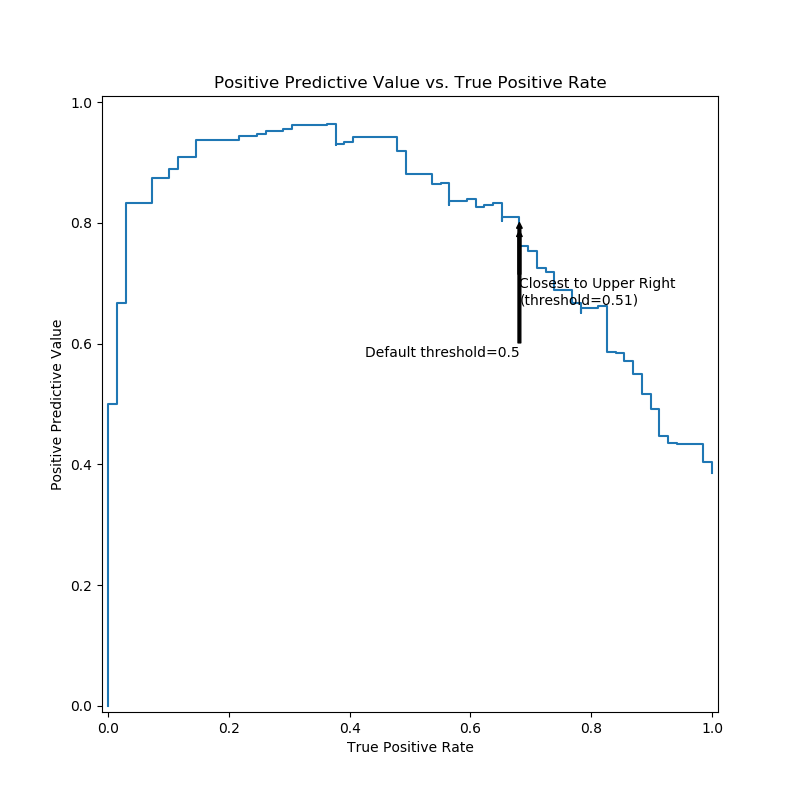 Positive Predictive Value vs. True Positive Rate
1.0
0.8
0.6
0.4
0.2
0.0
Positive Predictive Value
Closest to Upper Right
(threshold=0.51)
Default threshold=0.5
0.0 0.2 0.4 0.6 0.8 1.0
True Positive Rate